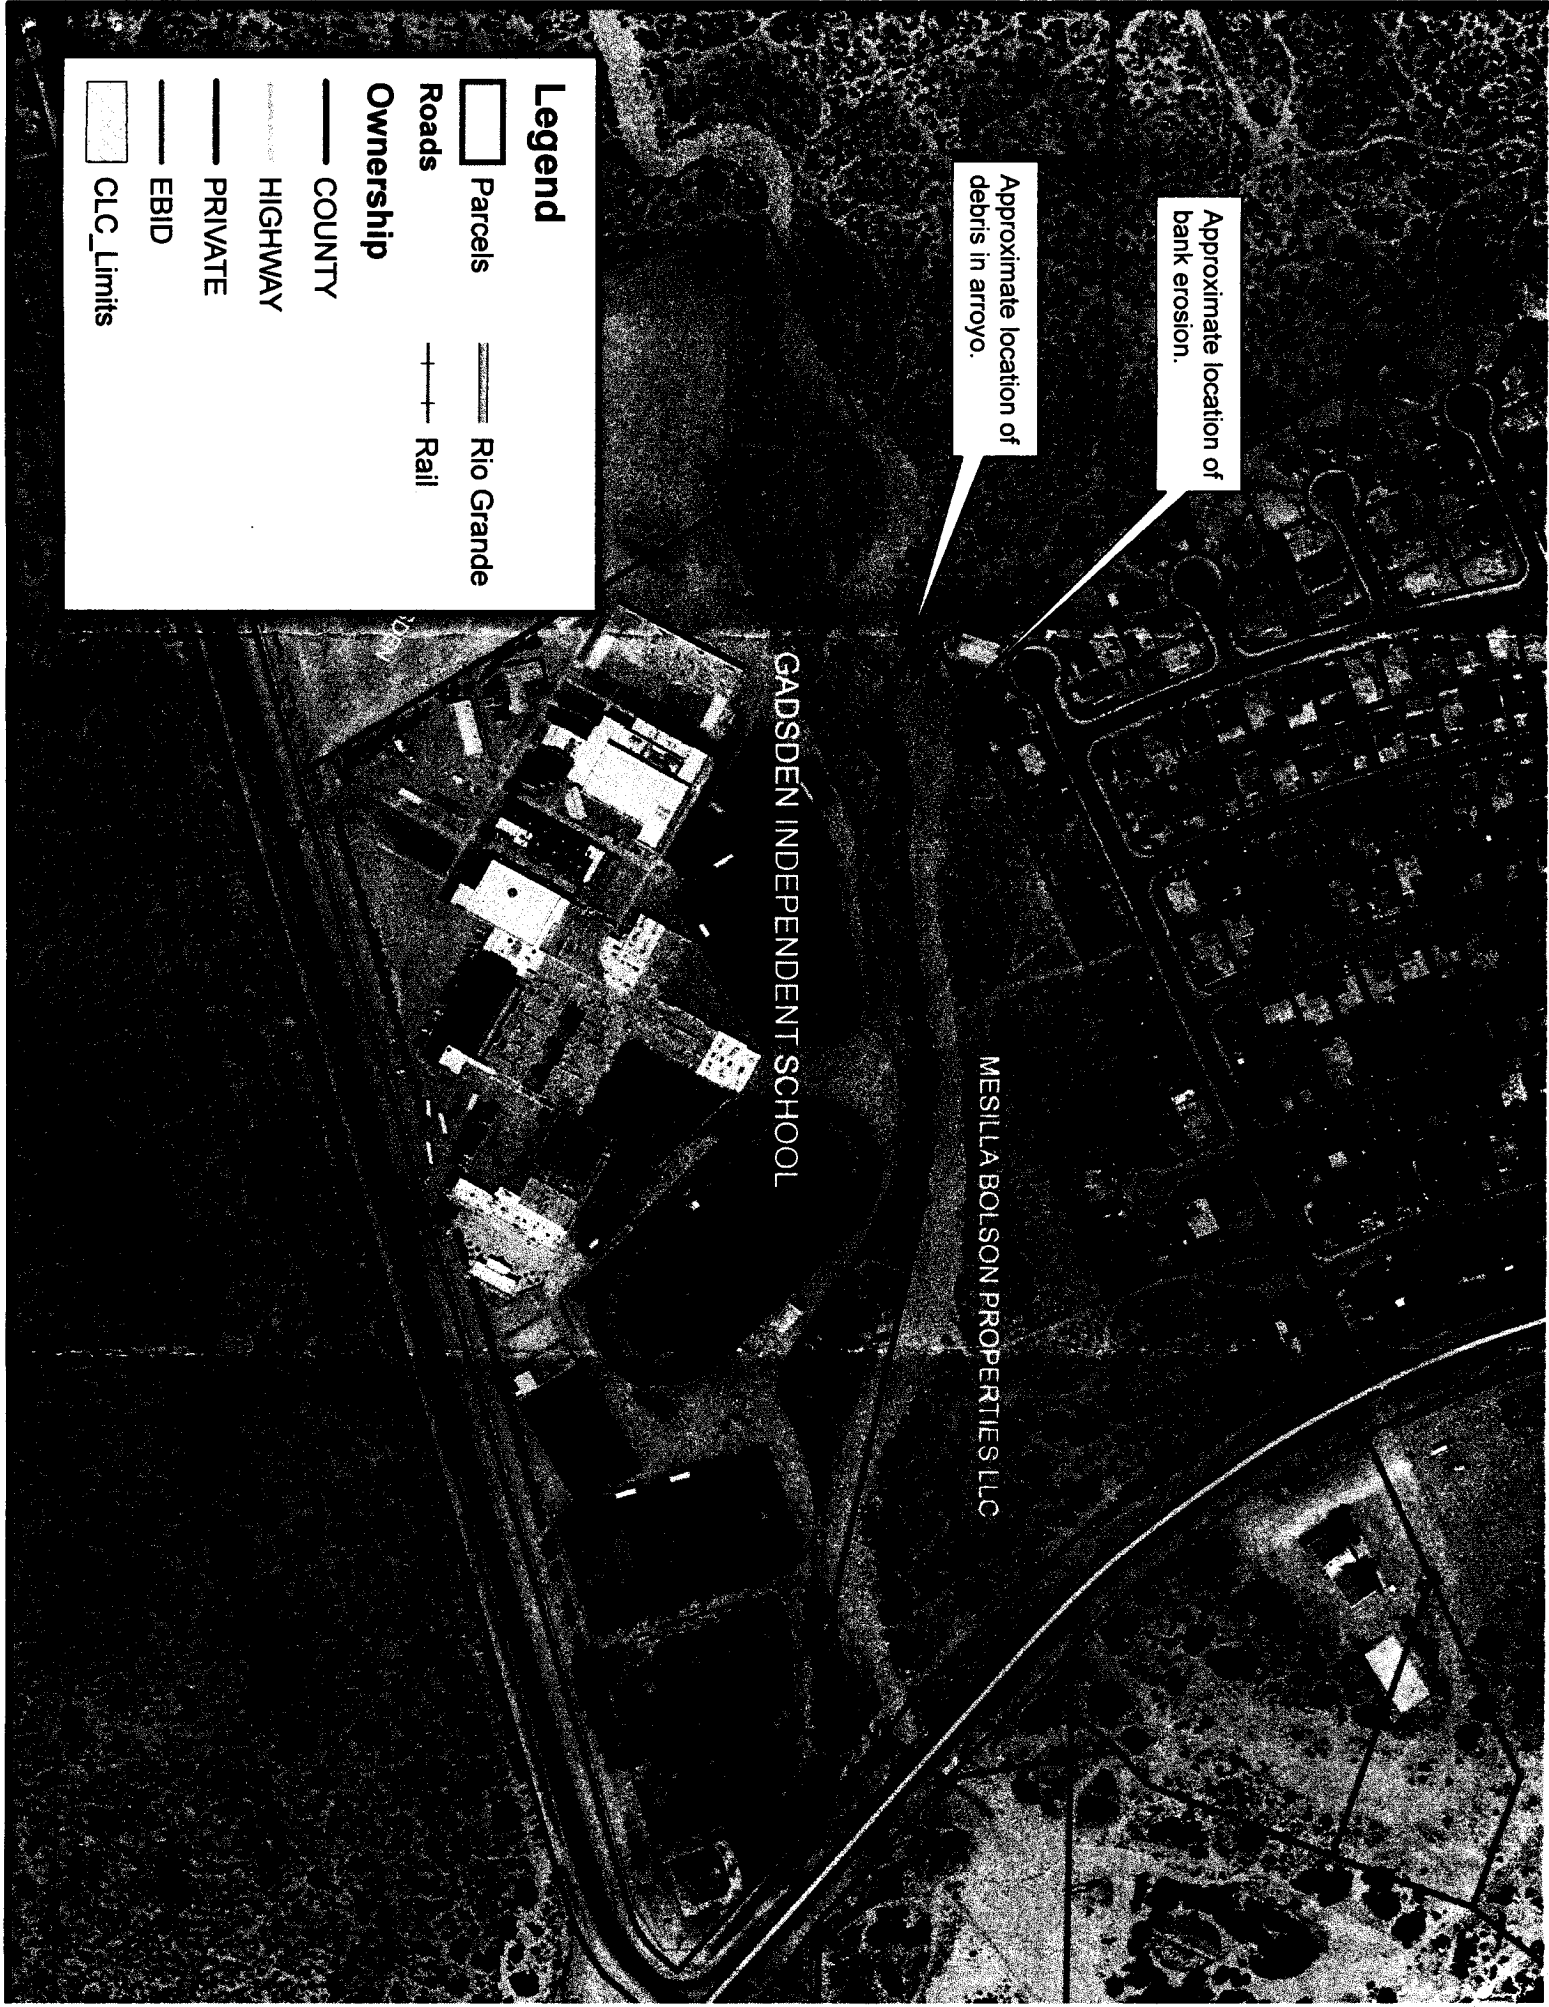 Approximate location of
bank erosion.
Approximate location of
debris in arroyo.
MESILLA BOLSON PROPERTIES LLC
GADSDEN INDEPENDENT SCHOOL
Legend
Parcels
Rio Grande
Roads
Rail
Ownership
COUNTY
HIGHWAY
PRIVATE
EBID
CLC_Limits